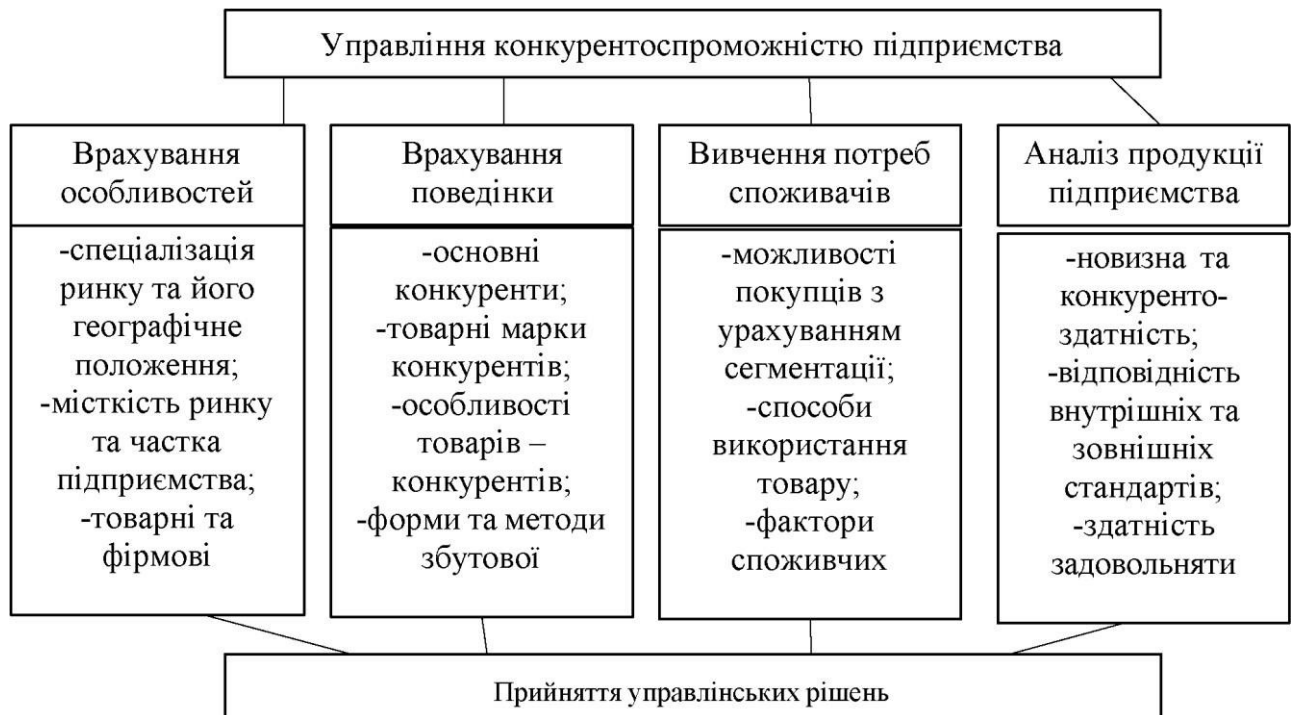 Управління конкурентоспроможністю підприємства
Врахування
особливостей
-спеціалізація
ринку та його
географічне
положення;
-місткість ринку
та частка
підприємства;
-товарні та
фірмові
Врахування
поведінки
-основні
конкуренти;
-товарні марки
конкурентів;
-особливості
товарів –
конкурентів;
-форми та методи
збутової
Вивчення потреб
споживачів
-можливості
покупців з
урахуванням
сегментації;
-способи
використання
товару;
-фактори
споживчих
Аналіз продукції
підприємства
-новизна та
конкуренто-
здатність;
-відповідність
внутрішніх та
зовнішніх
стандартів;
-здатність
задовольняти
Прийняття управлінських рішень